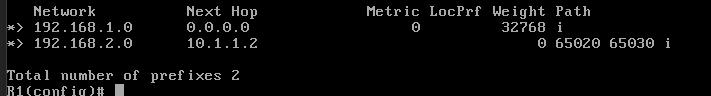 Network Next Hop Metric LocPrf Weight Path
*> 192.168.1.0 0.0.0.0 0 32768 i
*> 192.168.2.0 10.1.1.2 0 65020 65030 i
Total number of prefixes 2
R1(config)#